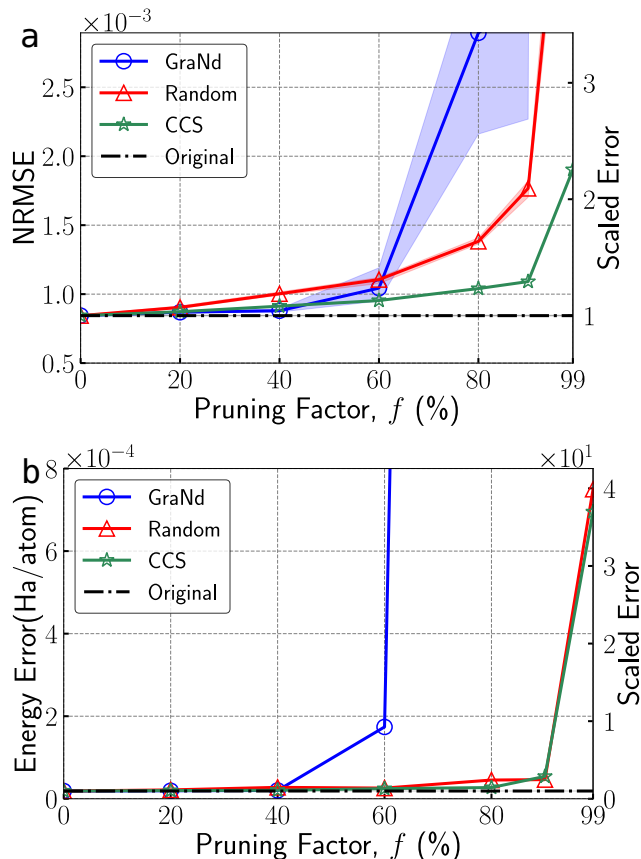 a
×10⁻³
GraNd
Random
CCS
Original
NRMSE
2.5
2.0
1.5
1.0
0.5
Scaled Error
3
2
1
0 20 40 60 80 99
Pruning Factor, f (%)
b
×10⁻⁴
×10¹
GraNd
Random
CCS
Original
Energy Error(Ha/atom)
8
6
4
2
0
Scaled Error
4
3
2
1
0
0 20 40 60 80 99
Pruning Factor, f (%)